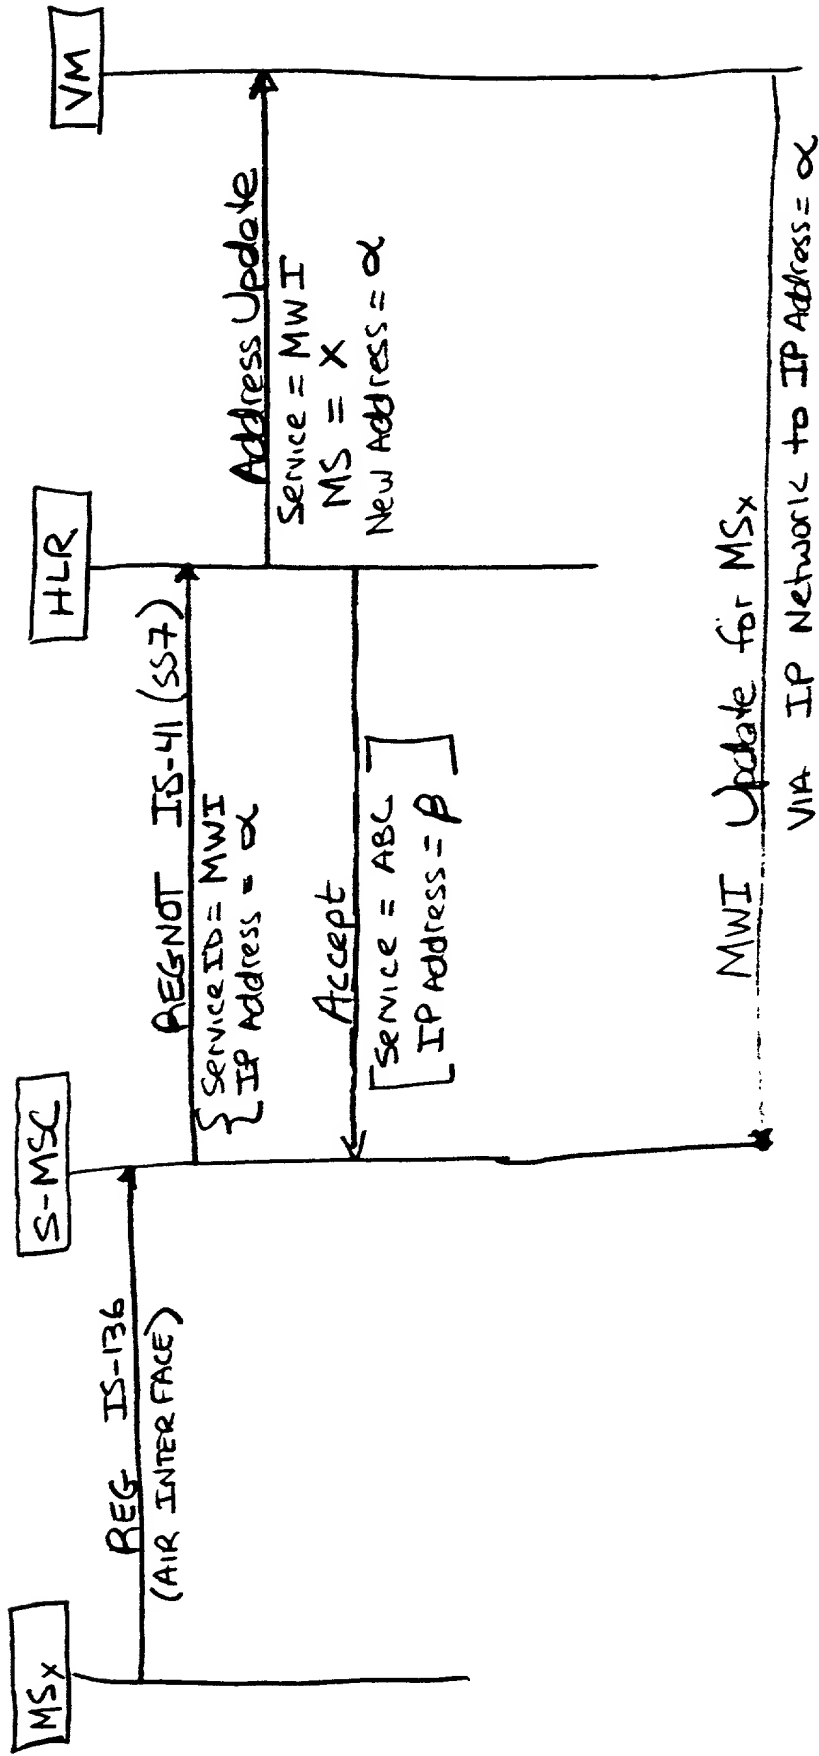 MSx
S-MSC
HLR
VM
REG IS-136
(AIR INTERFACE)
REGNOT IS-41 (SS7)
{ Service ID = MWI
IP Address = α
Address Update
Service = MWI
MS = X
New Address = α
Accept
[Service = ABC
IP Address = β]
MWI Update for MSx
VIA IP Network to IP Address = α